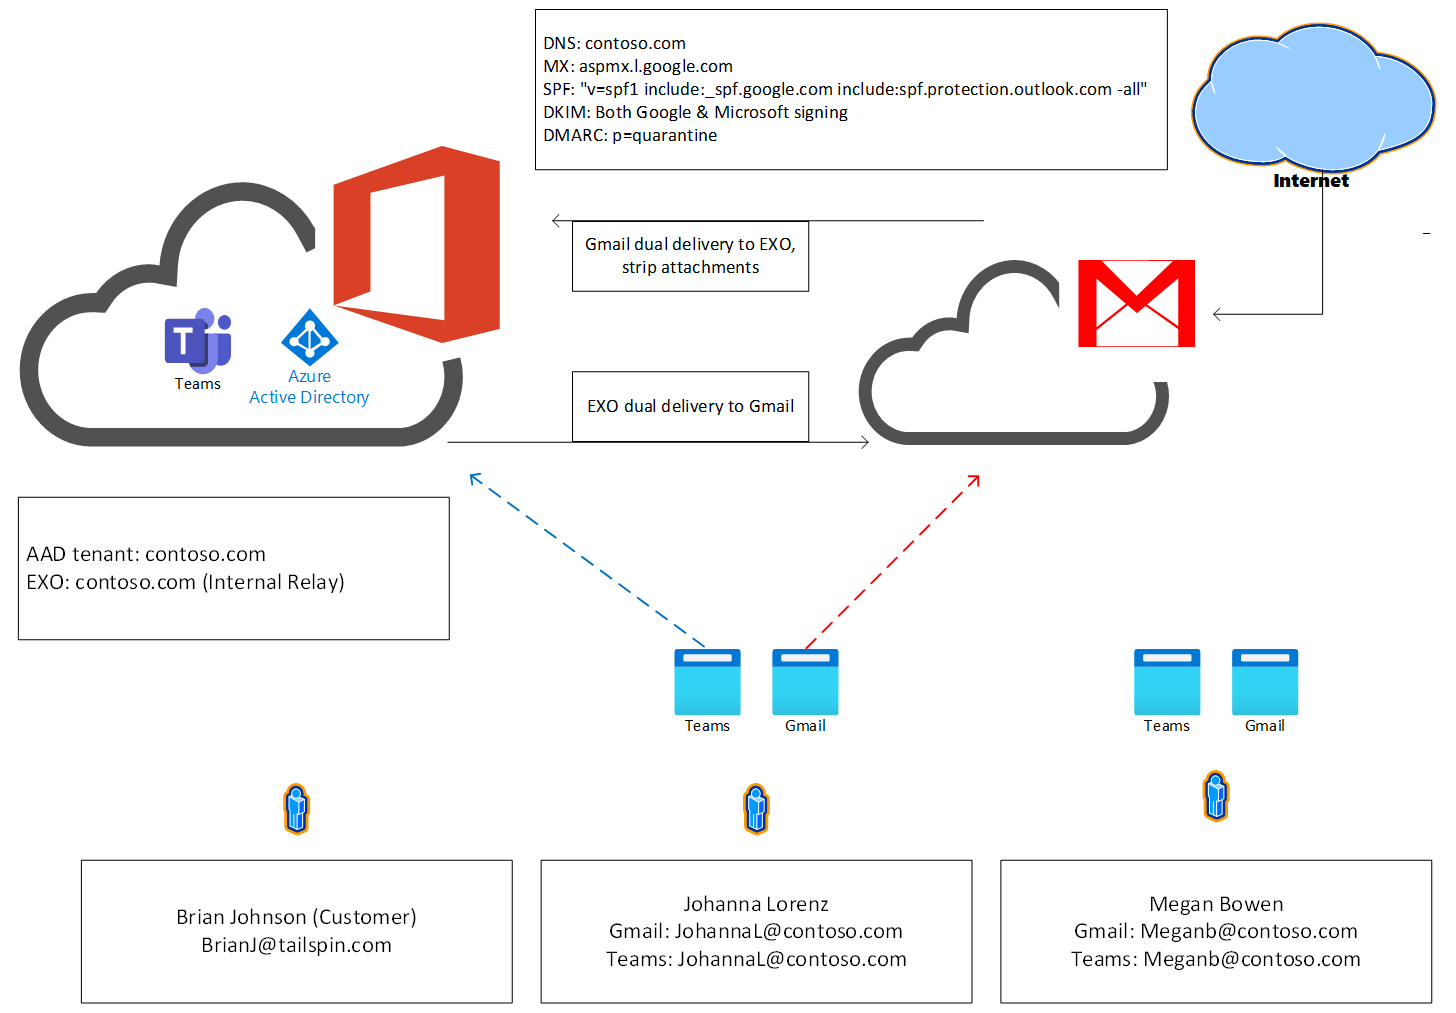 DNS: contoso.com
MX: aspmx.l.google.com
SPF: "v=spf1 include:_spf.google.com include:spf.protection.outlook.com -all"
DKIM: Both Google & Microsoft signing
DMARC: p=quarantine
Internet
Gmail dual delivery to EXO,
strip attachments
T
Teams
Azure
Active Directory
EXO dual delivery to Gmail
AAD tenant: contoso.com
EXO: contoso.com (Internal Relay)
Teams
Gmail
Teams
Gmail
Brian Johnson (Customer)
BrianJ@tailspin.com
Johanna Lorenz
Gmail: JohannaL@contoso.com
Teams: JohannaL@contoso.com
Megan Bowen
Gmail: Meganb@contoso.com
Teams: Meganb@contoso.com